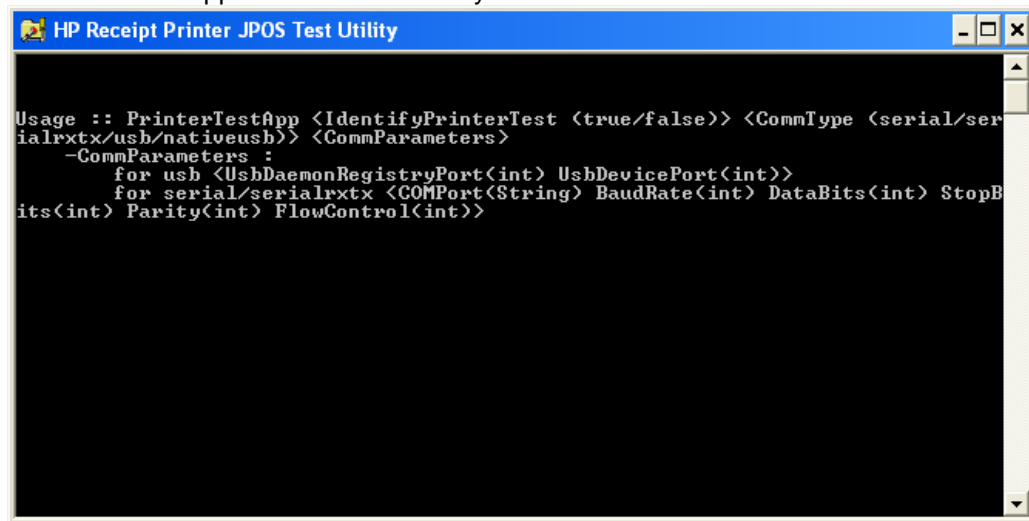 HP Receipt Printer JPOS Test Utility
Usage :: PrinterTestApp <IdentifyPrinterTest (true/false)> <CommType (serial/ser
ialrxtx/usb/nativeusb)> <CommParameters>
-CommParameters :
for usb <UsbDaemonRegistryPort(int) UsbDevicePort(int)>
for serial/serialrxtx <COMPort(String) BaudRate(int) DataBits(int) StopB
its(int) Parity(int) FlowControl(int)>